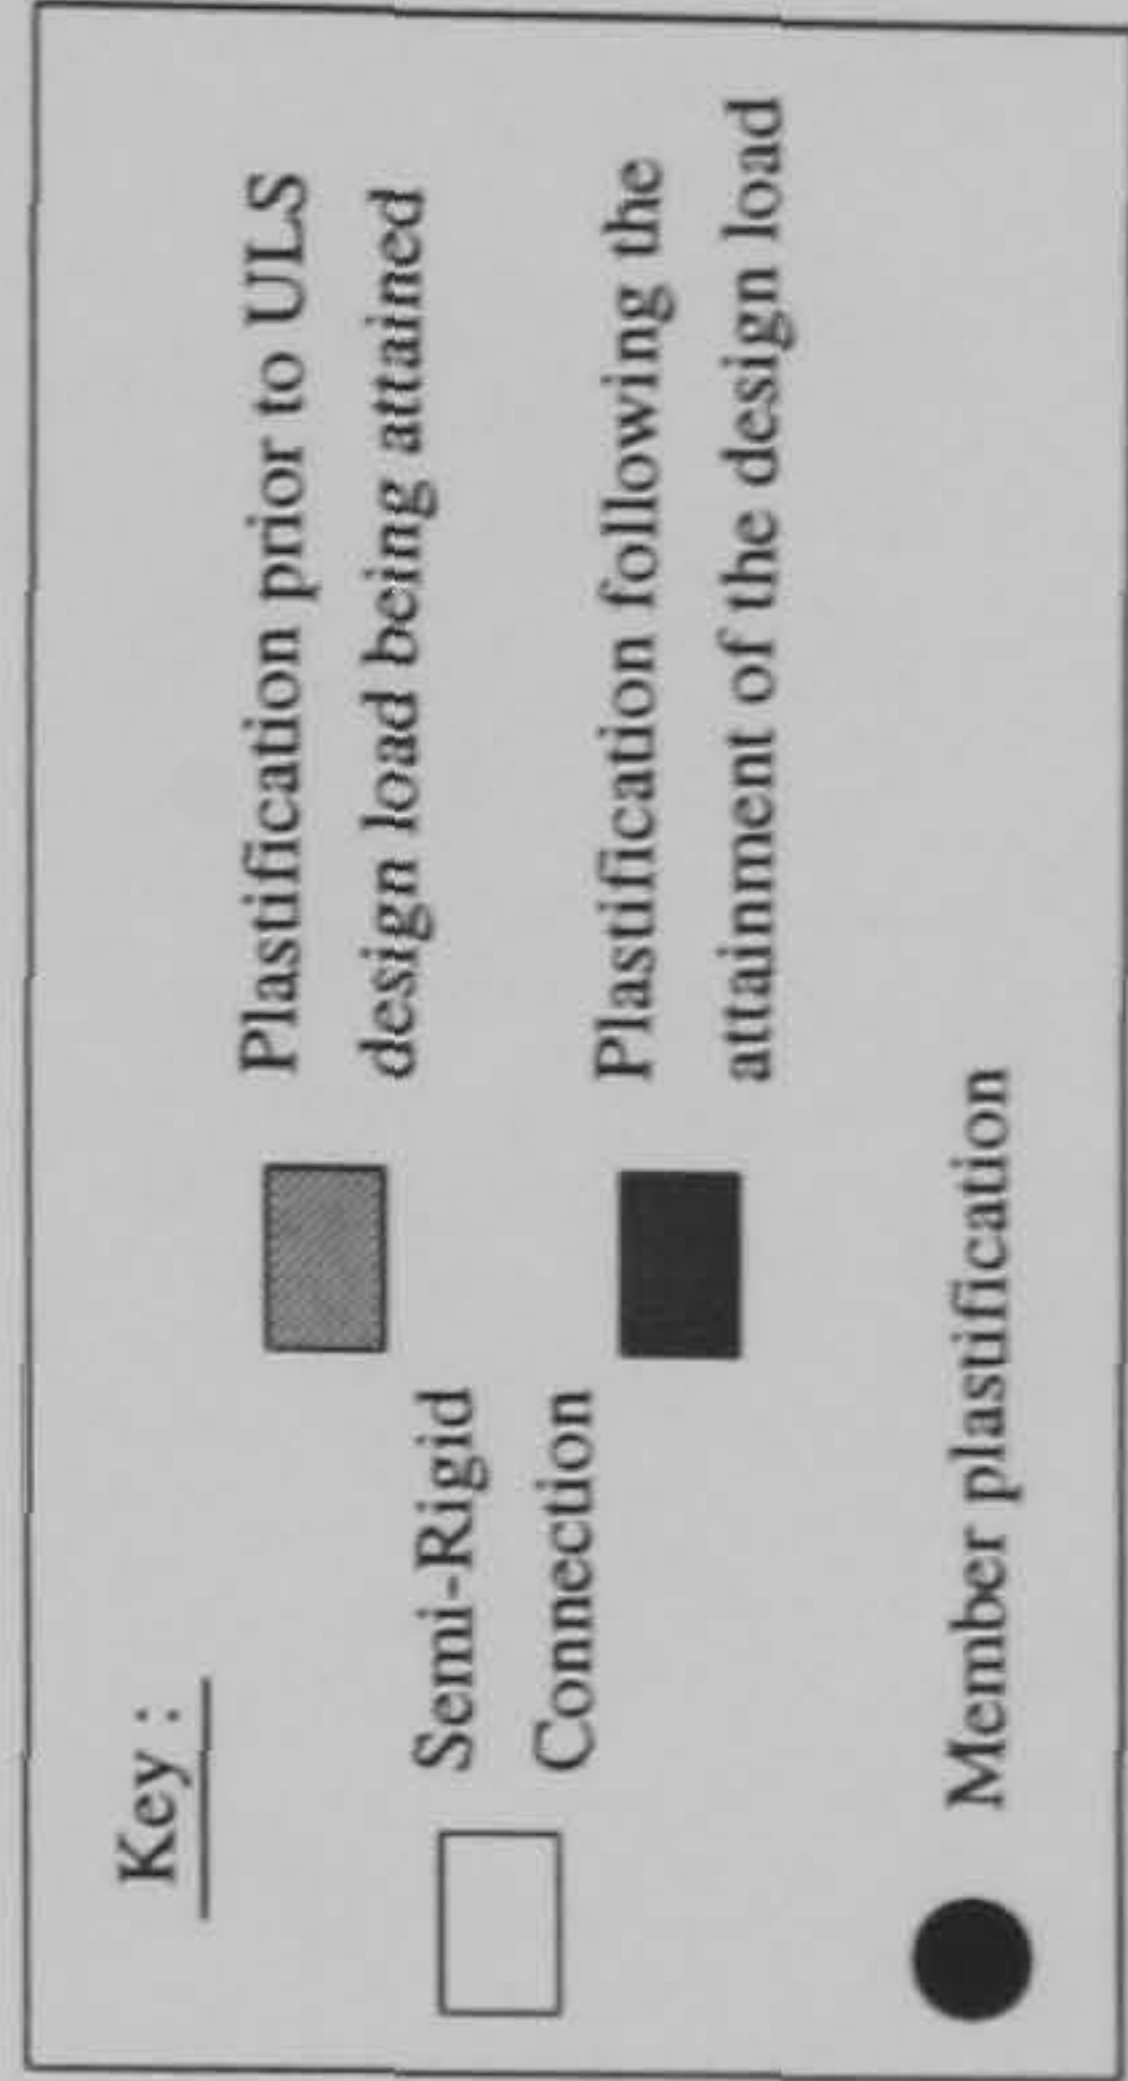 Key :
Semi-Rigid
Connection
Plastification prior to ULS
design load being attained
Plastification following the
attainment of the design load
Member plastification